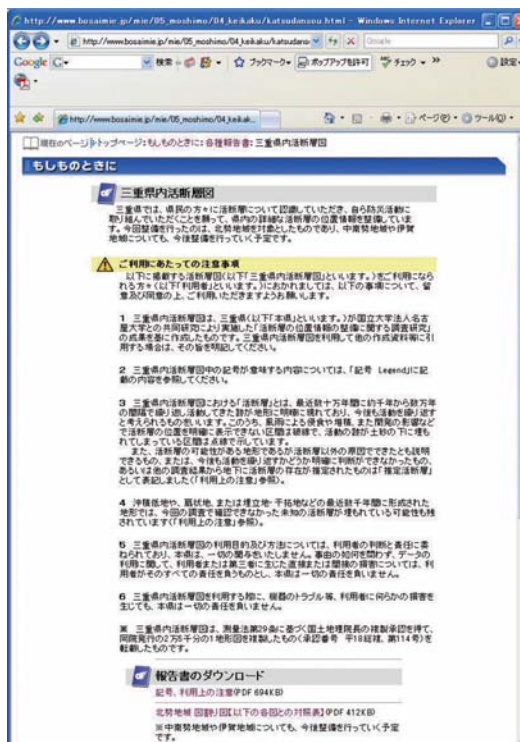 http://www.bosaimie.jp/mie/05_moshimo/04_keikaku/katsudansou.html - Windows Internet Explorer
http://www.bosaimie.jp/mie/05_moshimo/04_keikaku/katsudans
Google
Google G
検索
ブックマーク
ポップアップを許可
チェック
設定
http://www.bosaimie.jp/mie/05_moshimo/04_keikak...
ページ(P)
ツール(O)
現在のページ トップページ:もしものときに:各種報告書:三重県内活断層図
もしものときに
三重県内活断層図
三重県では、県民の方々に活断層について認識していただき、自ら防災活動に
取り組んでいただくことを願って、県内の詳細な活断層の位置情報を整備していま
す。今回整備を行ったのは、北勢地域を対象としたものであり、中南勢地域や伊賀
地域についても、今後整備を行っていく予定です。
ご利用にあたっての注意事項
以下に掲載する活断層図(以下「三重県内活断層図」といいます。)をご利用になら
れる方々(以下「利用者」といいます。)におかれましては、以下の事項について、留
意及び同意の上、ご利用いただきますようお願いします。
1 三重県内活断層図は、三重県(以下「本県」といいます。)が国立大学法人名古
屋大学との共同研究により実施した「活断層の位置情報の整備に関する調査研究」
の成果を基に作成したものです。三重県内活断層図を利用して他の作成資料等に引
用する場合は、その旨を明記してください。
2 三重県内活断層図中の記号が意味する内容については、「記号 Legend」に記
載の内容を参照してください。
3 三重県内活断層図における「活断層」とは、最近数十万年間に約千年から数万年
の間隔で繰り返し活動してきた跡が地形に明瞭に現れており、今後も活動を繰り返す
と考えられるものをいいます。このうち、風雨による侵食や堆積、また開発の影響など
で活断層の位置を明確に表示できない区間は破線で、活動の跡が土砂の下に埋も
れてしまっている区間は点線で示しています。
また、活断層の可能性がある地形であるが活断層以外の原因でできたとも説明
できるもの、または、今後も活動を繰り返すかどうか明確に判断ができなかったもの、
あるいは他の調査結果から地下に活断層の存在が推定されたものは「推定活断層」
として表記しました(「利用上の注意」参照)。
4 沖積低地や、扇状地、または埋立地・干拓地などの最近数千年間に形成された
地形では、今回の調査で確認できなかった未知の活断層が埋もれている可能性も残
されています(「利用上の注意」参照)。
5 三重県内活断層図の利用目的及び方法については、利用者の判断と責任に委
ねられており、本県は、一切の関与をいたしません。事由の如何を問わず、データの
利用に関して、利用者または第三者に生じた直接または間接の損害については、利
用者がそのすべての責任を負うものとし、本県は一切の責任を負いません。
6 三重県内活断層図を利用する際に、機器のトラブル等、利用者に何らかの損害を
生じても、本県は一切の責任を負いません。
※ 三重県内活断層図は、測量法第29条に基づく国土地理院長の複製承認を得て、
同院発行の2万5千分の1地形図を複製したもの(承認番号 平18総複、第114号)を
転載したものです。
報告書のダウンロード
記号、利用上の注意(PDF 694KB)
北勢地域 図割り図【以下の各図との対照表】(PDF 412KB)
※中南勢地域や伊賀地域についても、今後整備を行っていく予定
です。